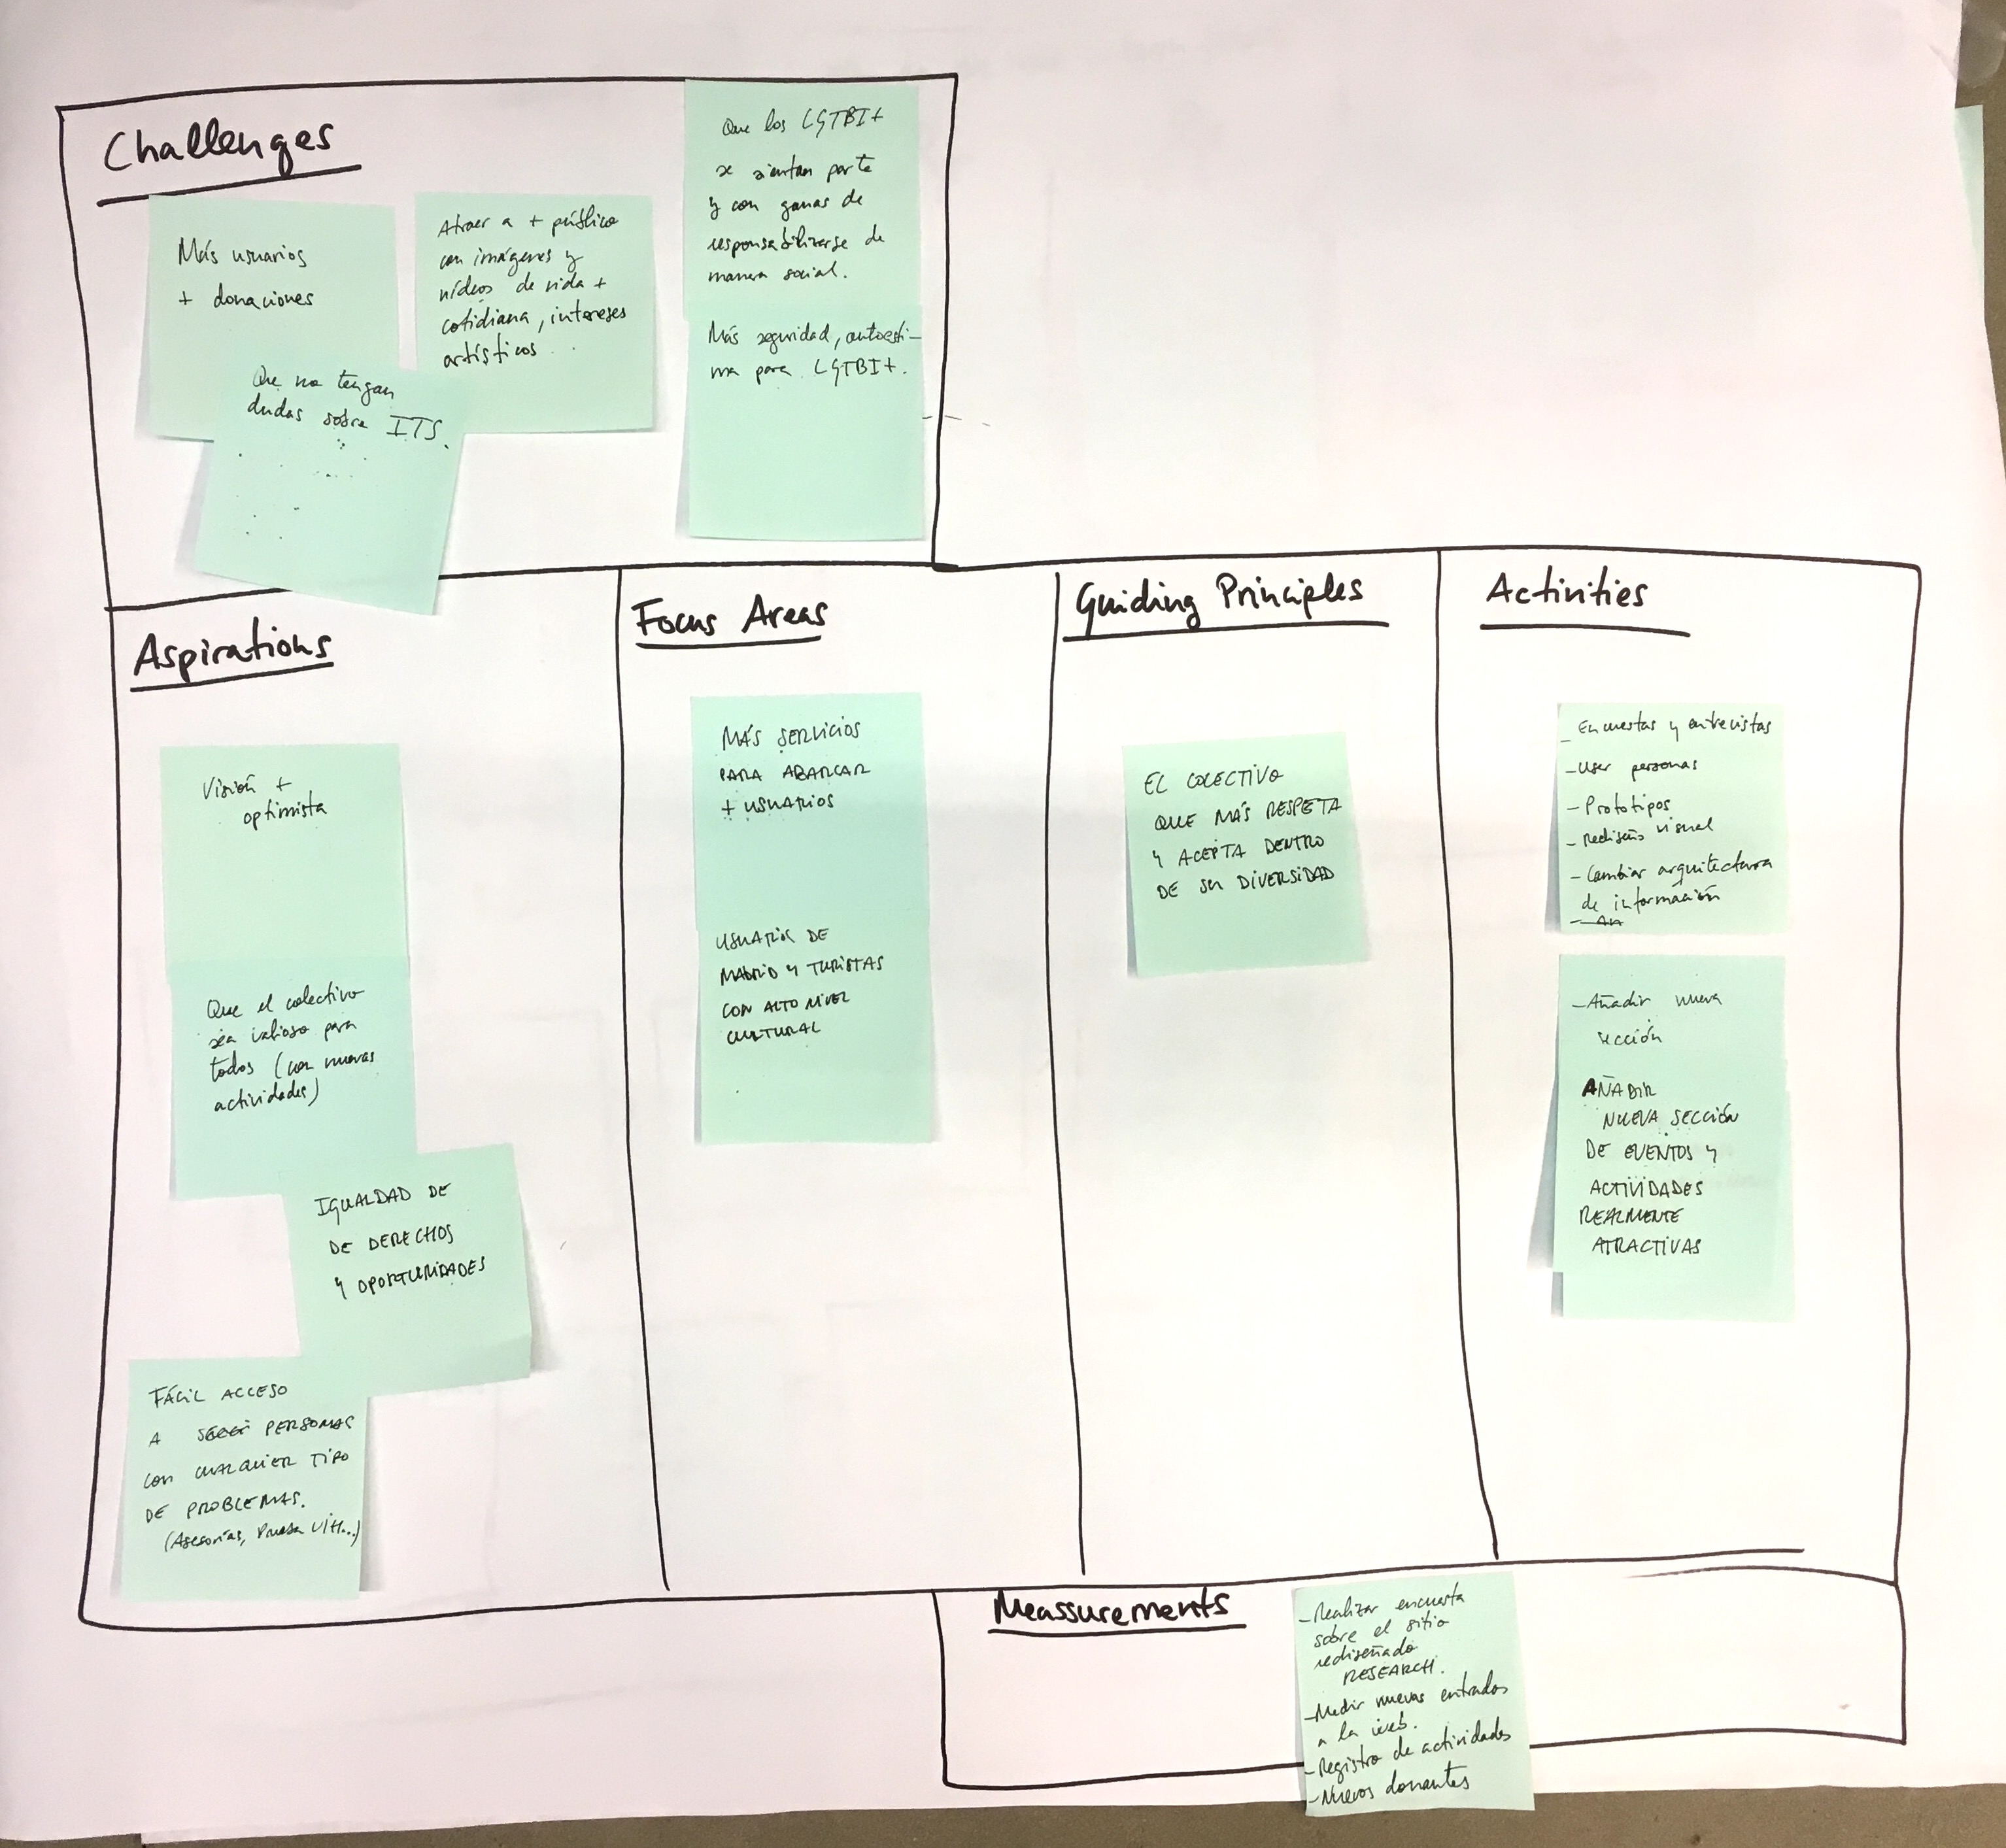 Challenges
Más usuarios
+ donaciones
Que no tengan
dudas sobre ITS.
Atraer a + público
con imágenes y
vídeos de vida +
cotidiana, intereses
artísticos...
Que los LGTBI+
se sientan parte
y con ganas de
responsabilizarse de
manera social.
Más seguridad, autoesti-
ma para LGTBI+.
Aspirations
Visión +
optimista
Que el colectivo
sea valioso para
todos (con nuevas
actividades)
IGUALDAD DE
DE DERECHOS
Y OPORTUNIDADES
FÁCIL ACCESO
A PERSONAS
CON CUALQUIER TIPO
DE PROBLEMAS.
(Asesorías, Prueba VIH...)
Focus Areas
MÁS SERVICIOS
PARA ABARCAR
+ USUARIOS
USUARIOS DE
MADRID Y TURISTAS
CON ALTO NIVEL
CULTURAL
Guiding Principles
EL COLECTIVO
QUE MÁS RESPETA
Y ACEPTA DENTRO
DE SU DIVERSIDAD
Activities
- Encuestas y entrevistas
- User personas
- Prototipos
- Rediseño visual
- Cambiar arquitectura
de información
- Añadir nueva
sección
AÑADIR
NUEVA SECCIÓN
DE EVENTOS Y
ACTIVIDADES
REALMENTE
ATRACTIVAS
Meassurements
- Realizar encuesta
sobre el sitio
rediseñado
RESEARCH.
- Medir nuevas entradas
a la web.
- Registro de actividades
- Nuevos donantes